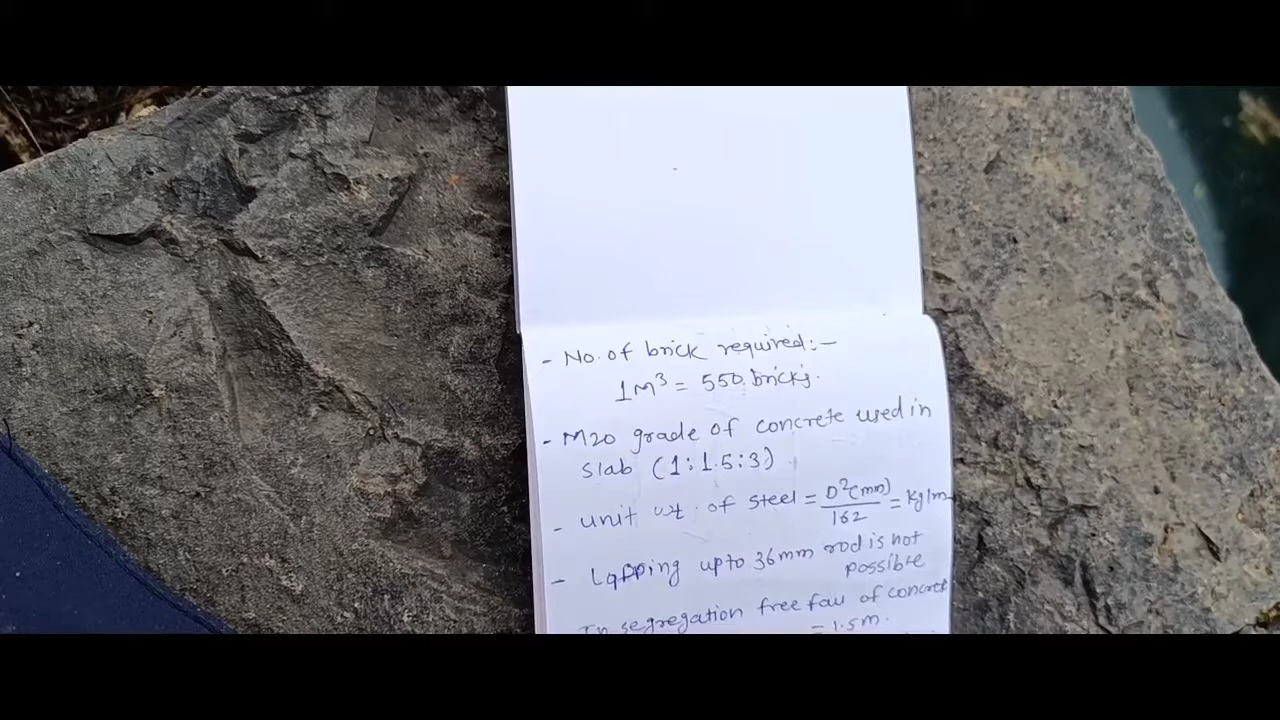 - No. of brick required:-
1M³ = 550 bricks.
- M20 grade of concrete used in
slab (1:1.5:3)
- unit wt. of steel = D²(mm)/162 = Kg/m
- Lapping upto 36mm rod is not
possible
In segregation free fall of concrete
= 1.5m.